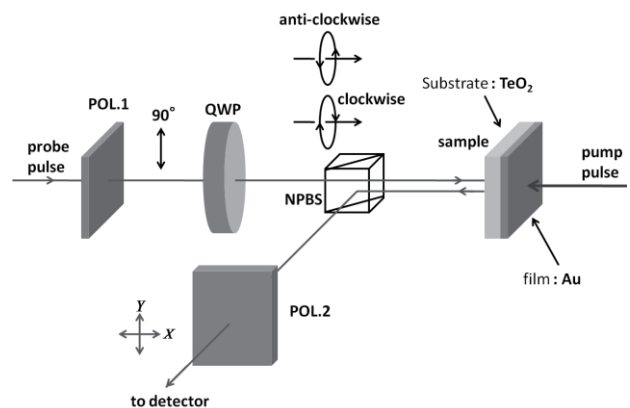 anti-clockwise
clockwise
Substrate : TeO₂
POL.1
90°
QWP
sample
probe
pulse
pump
pulse
NPBS
film : Au
POL.2
Y
X
to detector